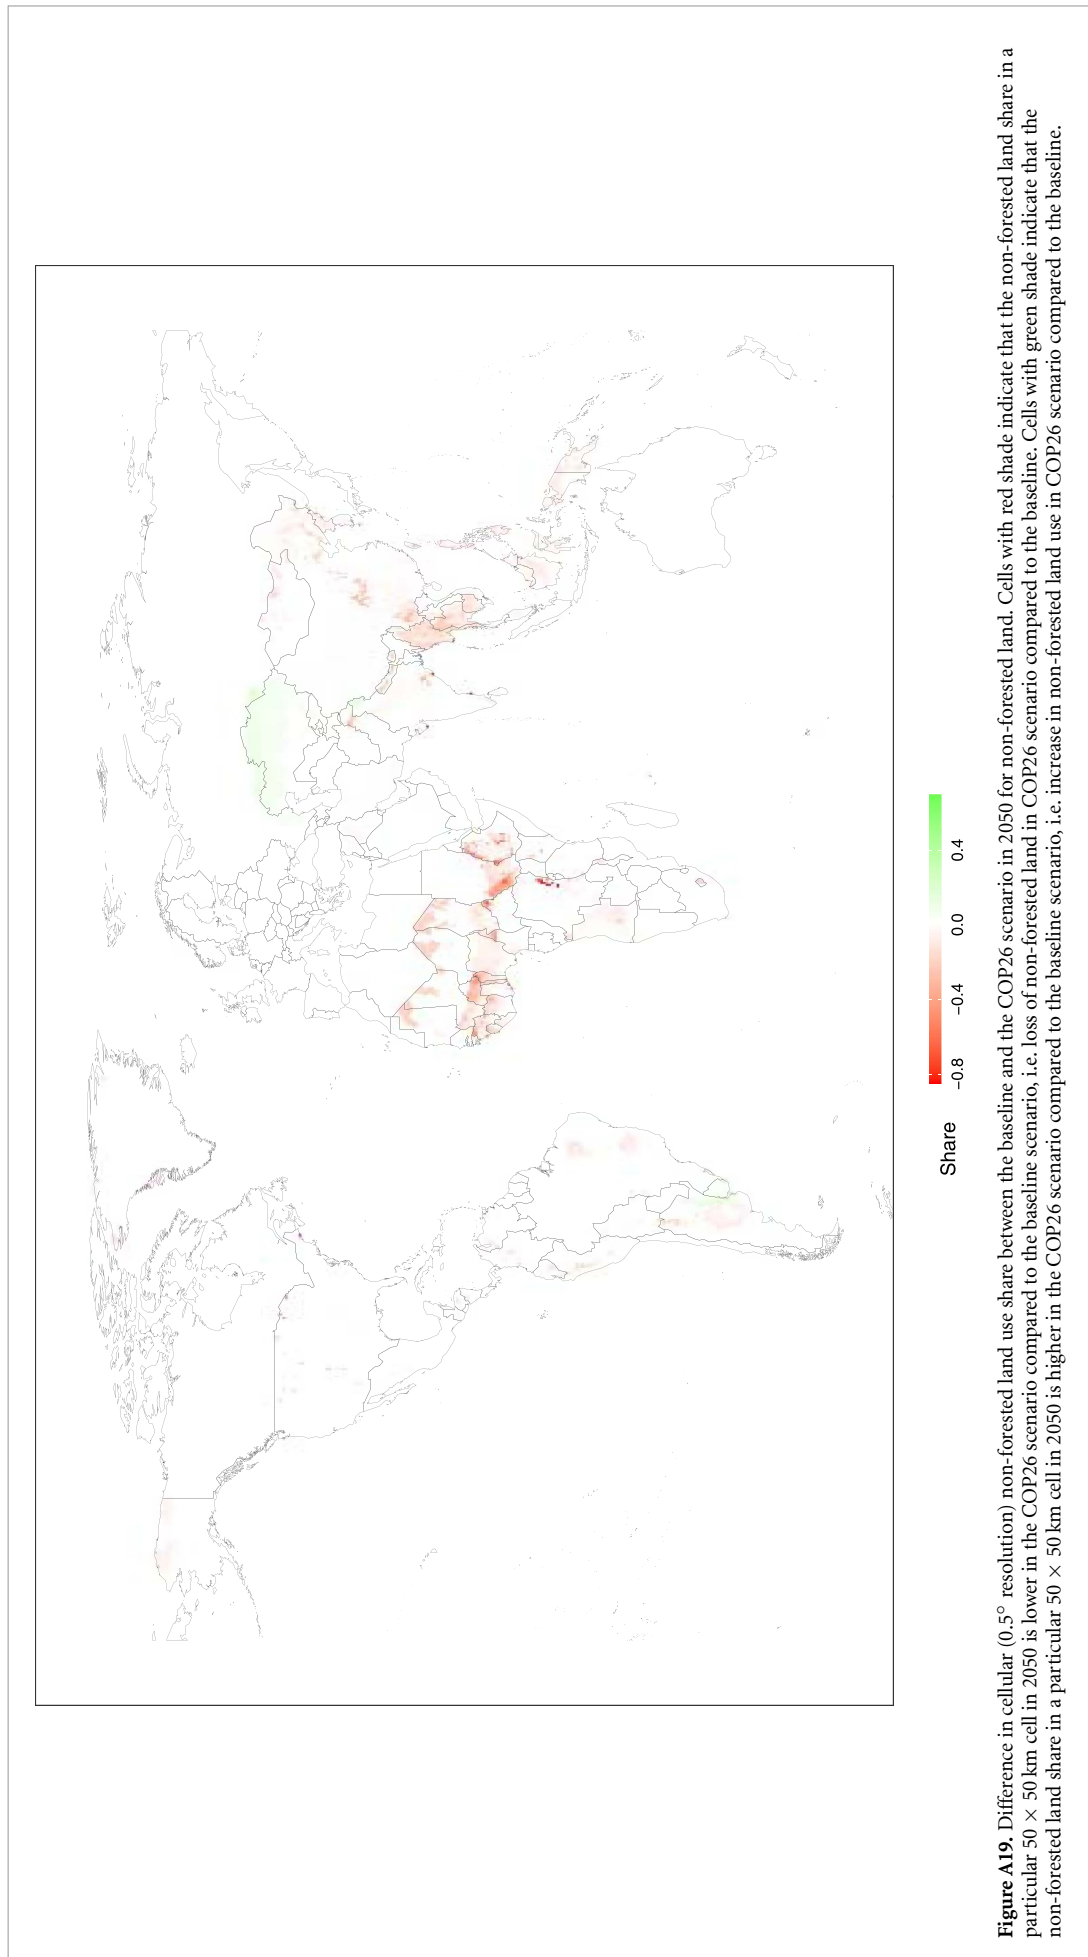 Share
−0.8 −0.4 0.0 0.4
Figure A19. Difference in cellular (0.5° resolution) non-forested land use share between the baseline and the COP26 scenario in 2050 for non-forested land. Cells with red shade indicate that the non-forested land share in a
particular 50 × 50 km cell in 2050 is lower in the COP26 scenario compared to the baseline scenario, i.e. loss of non-forested land in COP26 scenario compared to the baseline. Cells with green shade indicate that the
non-forested land share in a particular 50 × 50 km cell in 2050 is higher in the COP26 scenario compared to the baseline scenario, i.e. increase in non-forested land use in COP26 scenario compared to the baseline.